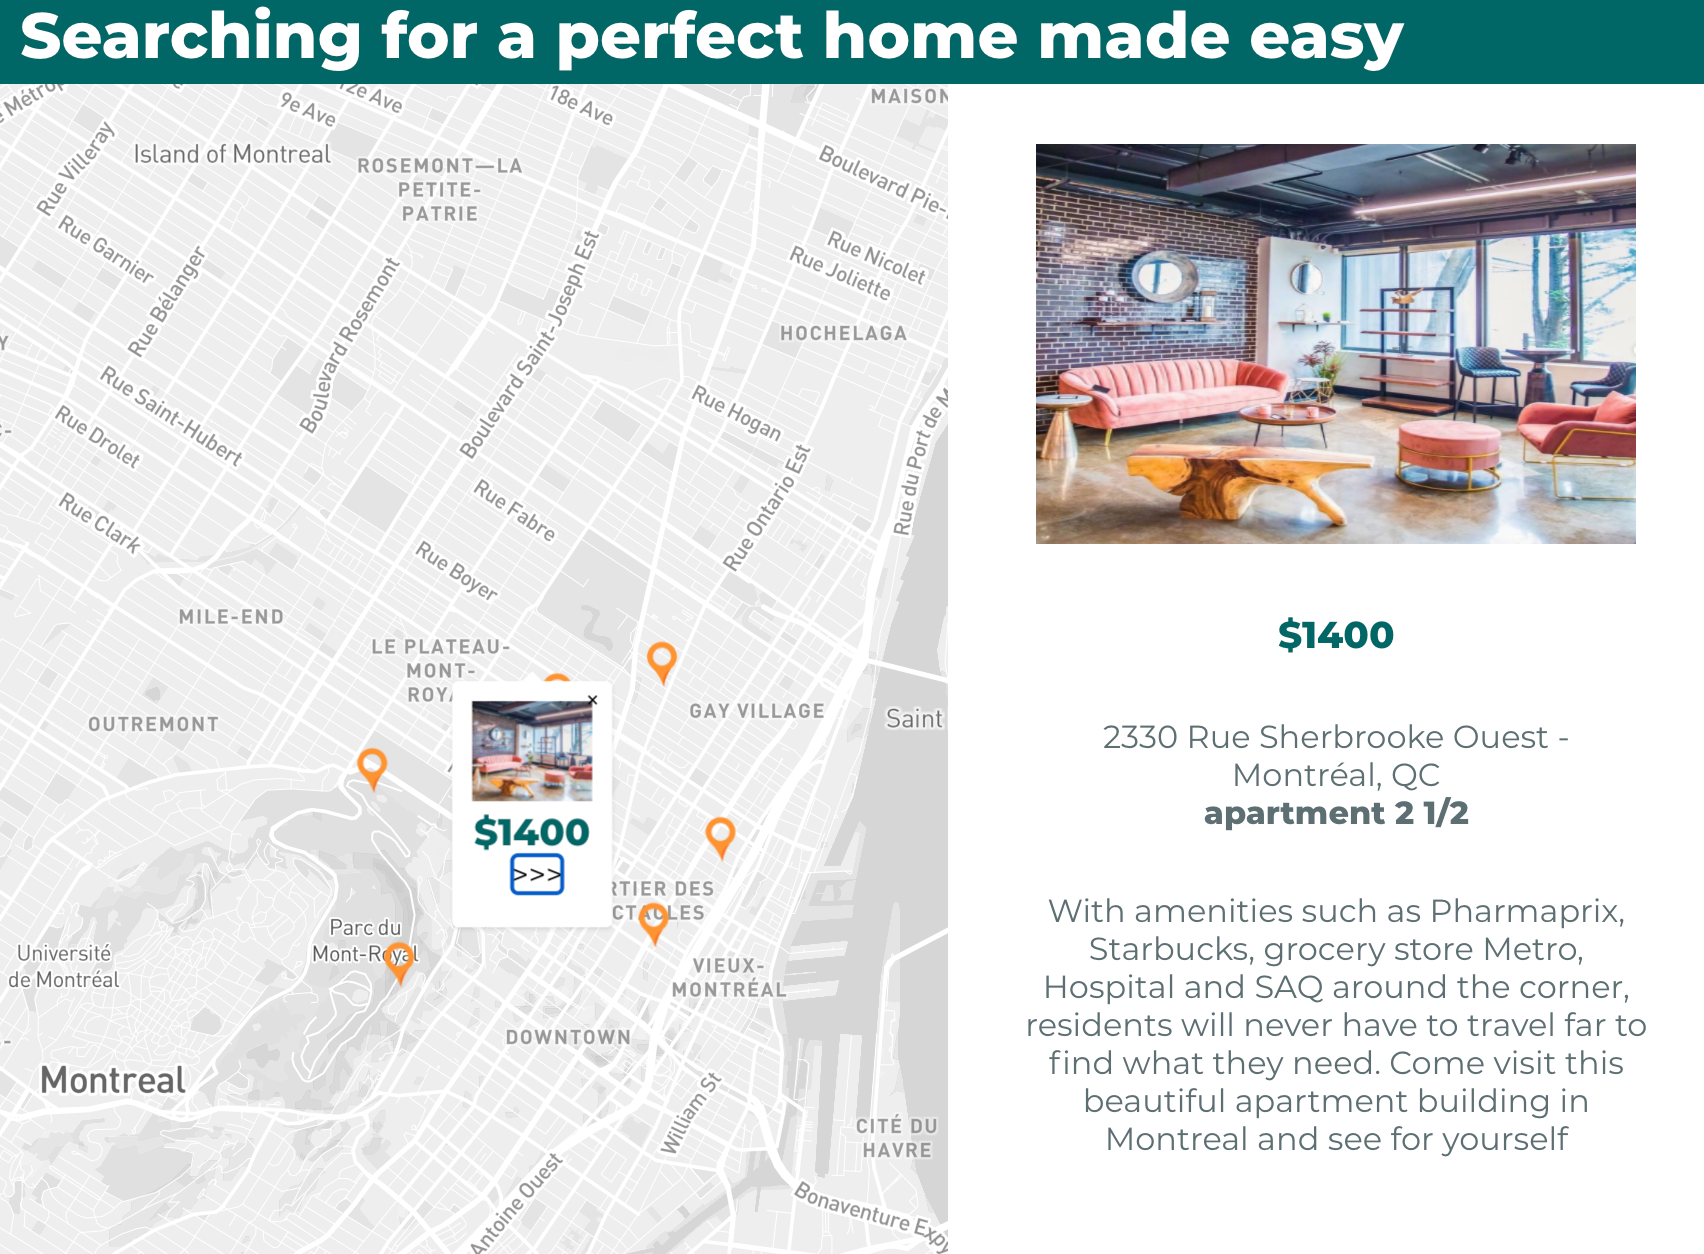 Searching for a perfect home made easy
12e Ave
18e Ave
9e Ave
MAISON
Rue Villeray
Island of Montreal
ROSEMONT—LA
PETITE-
PATRIE
Boulevard Pie-
Rue Garnier
Rue Bélanger
Boulevard Rosemont
Boulevard Saint-Joseph Est
Rue Nicolet
Rue Joliette
HOCHELAGA
Rue Saint-Hubert
Rue Drolet
Rue Hogan
Rue du Port de M
Rue Clark
Rue Fabre
Rue Ontario Est
Rue Boyer
MILE-END
LE PLATEAU-
MONT-
ROYA
OUTREMONT
GAY VILLAGE
Saint
×
$1400
>>>
RTIER DES
CTACLES
Parc du
Mont-Royal
Université
de Montréal
VIEUX-
MONTRÉAL
DOWNTOWN
Montreal
William St
CITÉ DU
HAVRE
Antoine Ouest
Bonaventure Expy
$1400
2330 Rue Sherbrooke Ouest -
Montréal, QC
apartment 2 1/2
With amenities such as Pharmaprix,
Starbucks, grocery store Metro,
Hospital and SAQ around the corner,
residents will never have to travel far to
find what they need. Come visit this
beautiful apartment building in
Montreal and see for yourself